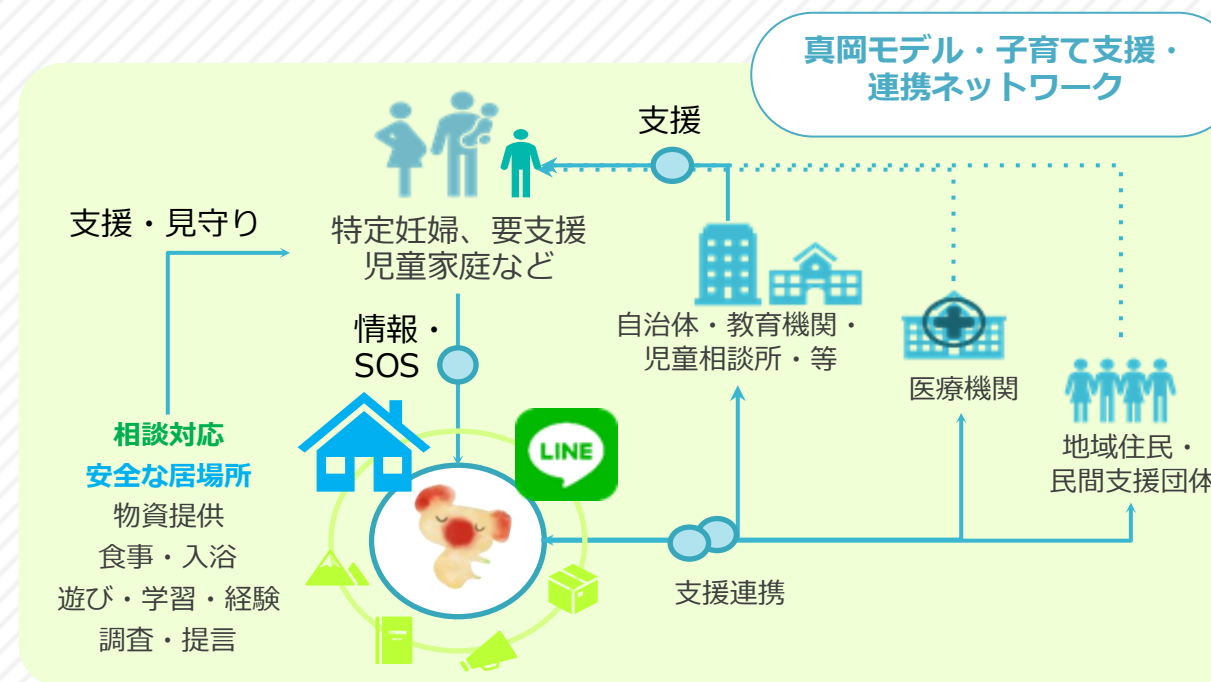 真岡モデル・子育て支援・
連携ネットワーク
支援
支援・見守り
特定妊婦、要支援
児童家庭など
情報・
SOS
自治体・教育機関・
児童相談所・等
医療機関
地域住民・
民間支援団体
LINE
相談対応
安全な居場所
物資提供
食事・入浴
遊び・学習・経験
調査・提言
支援連携